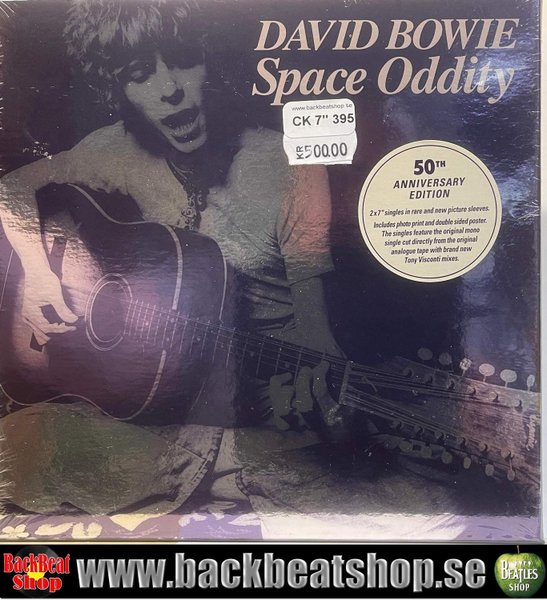 DAVID BOWIE
Space Oddity
www.backbeatshop.se
CK 7" 395
KR 500.00
50TH
ANNIVERSARY
EDITION
2x7" singles in rare and new picture sleeves.
Includes photo print and double sided poster.
The singles feature the original mono
single cut directly from the original
analogue tape with brand new
Tony Visconti mixes.
BackBeat
Shop
www.backbeatshop.se
BEATLES
SHOP